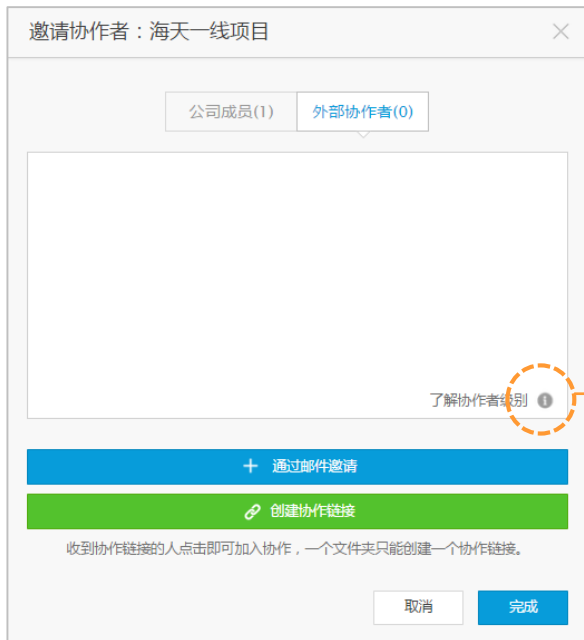 邀请协作者：海天一线项目
公司成员(1) 外部协作者(0)
了解协作者级别
通过邮件邀请
创建协作链接
收到协作链接的人点击即可加入协作，一个文件夹只能创建一个协作链接。
取消 完成